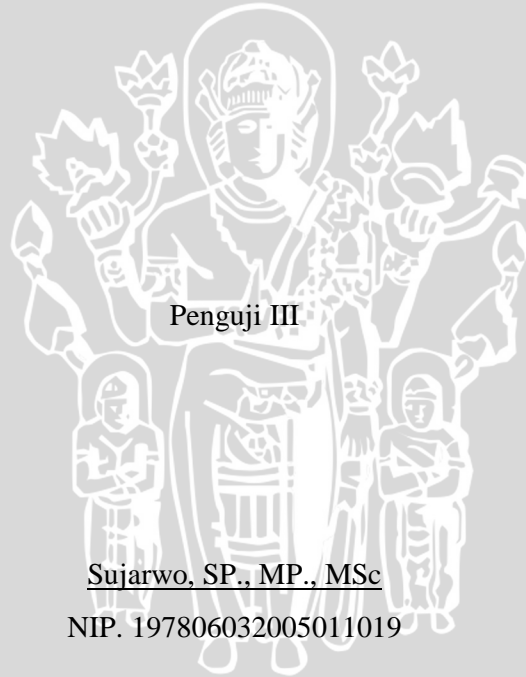 Penguji III
Sujarwo, SP., MP., MSc
NIP. 197806032005011019